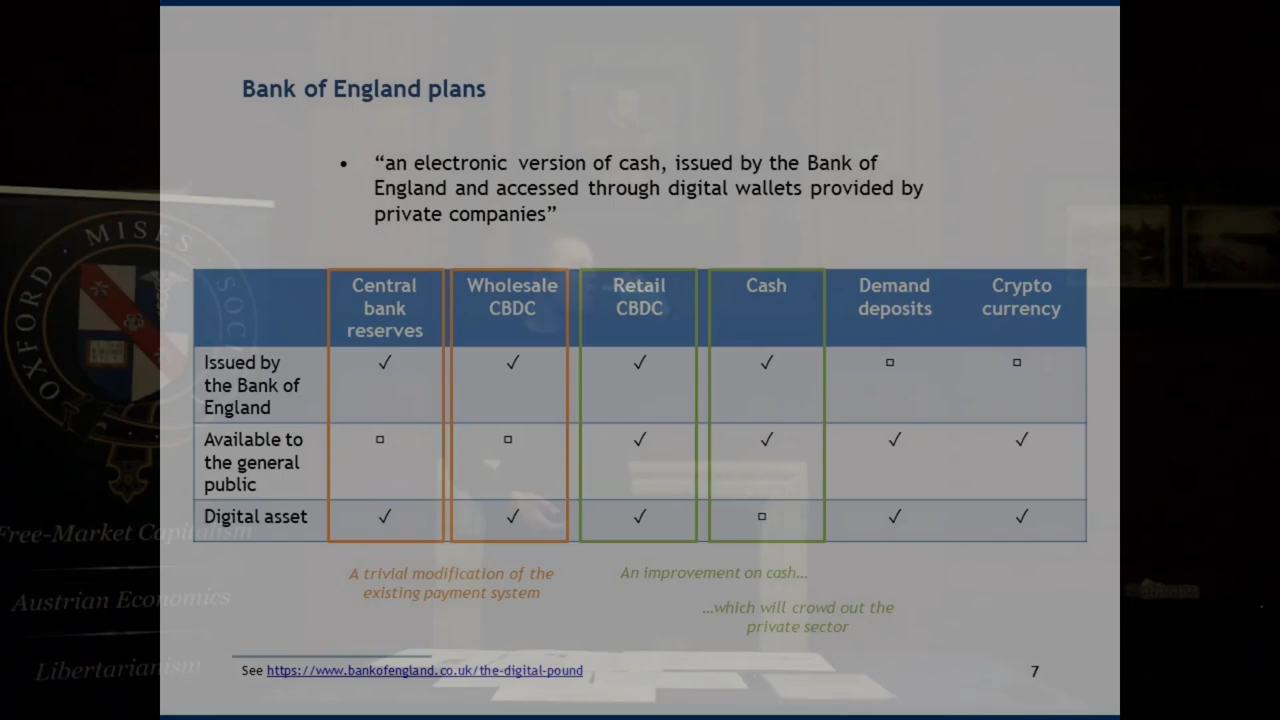 Bank of England plans
• “an electronic version of cash, issued by the Bank of
England and accessed through digital wallets provided by
private companies”
Central bank reserves Wholesale CBDC Retail CBDC Cash Demand deposits Crypto currency
Issued by the Bank of England ✓ ✓ ✓ ✓ ▫ ▫
Available to the general public ▫ ▫ ✓ ✓ ✓ ✓
Digital asset ✓ ✓ ✓ ▫ ✓ ✓
A trivial modification of the
existing payment system
An improvement on cash…
…which will crowd out the
private sector
See https://www.bankofengland.co.uk/the-digital-pound
7
OXFORD · MISES · SOC
Free-Market Capitalism
Austrian Economics
Libertarianism